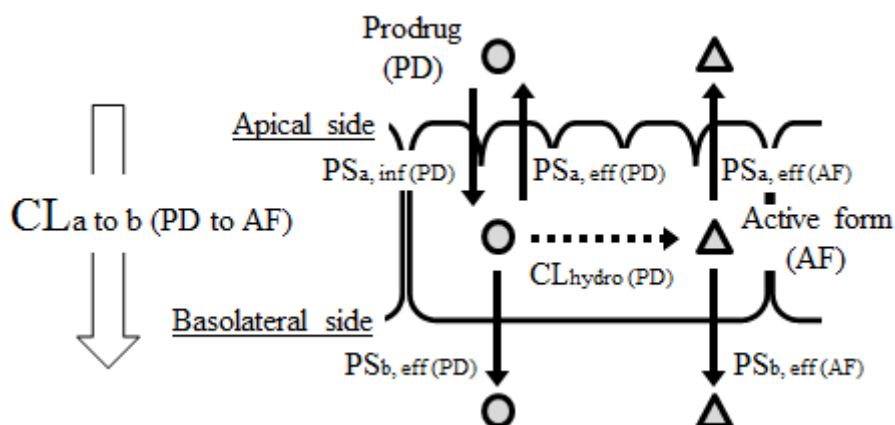 Prodrug
(PD)
Apical side
PSa, inf (PD)
PSa, eff (PD)
PSa, eff (AF)
CLa to b (PD to AF)
Active form
(AF)
CLhydro (PD)
Basolateral side
PSb, eff (PD)
PSb, eff (AF)